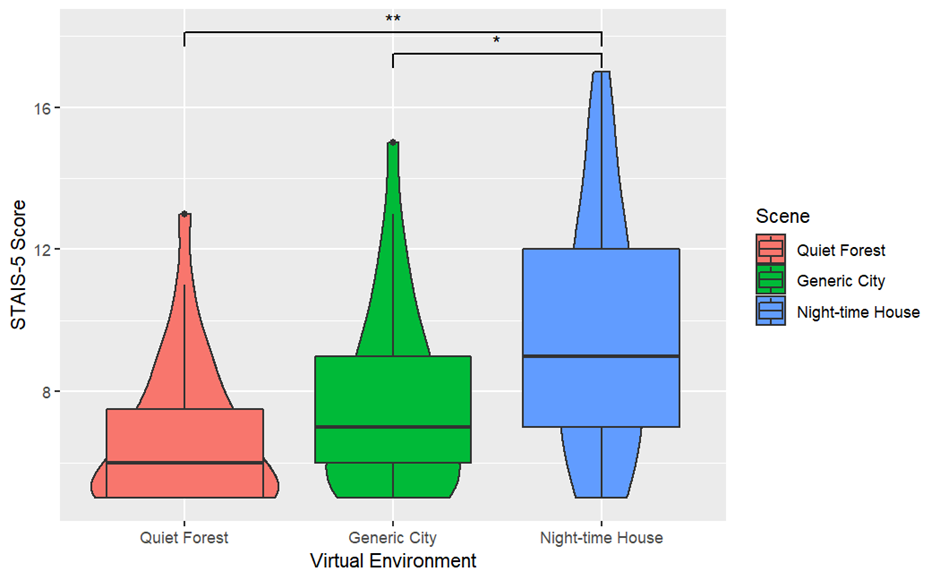 **
*
16
12
8
STAIS-5 Score
Quiet Forest
Generic City
Night-time House
Virtual Environment
Scene
Quiet Forest
Generic City
Night-time House